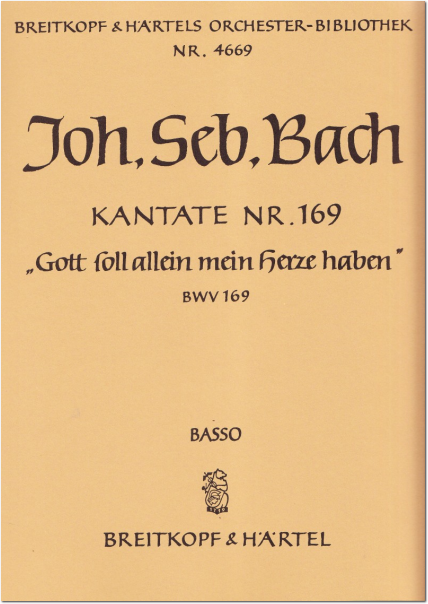 BREITKOPF & HÄRTELS ORCHESTER-BIBLIOTHEK
NR. 4669
Joh. Seb. Bach
KANTATE NR. 169
„Gott ſoll allein mein Herze haben“
BWV 169
BASSO
BREITKOPF & HÄRTEL